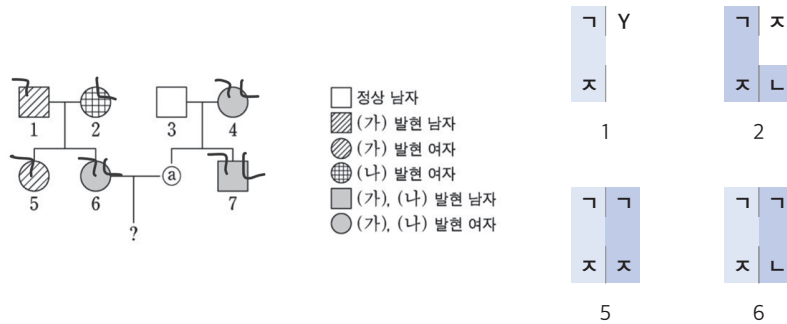 1 2 3 4
5 6 ⓐ 7
?
정상 남자
(가) 발현 남자
(가) 발현 여자
(나) 발현 여자
(가), (나) 발현 남자
(가), (나) 발현 여자
ㄱ Y
ㅈ
1
ㄱ ㅈ
ㅈ ㄴ
2
ㄱ ㄱ
ㅈ ㅈ
5
ㄱ ㄱ
ㅈ ㄴ
6